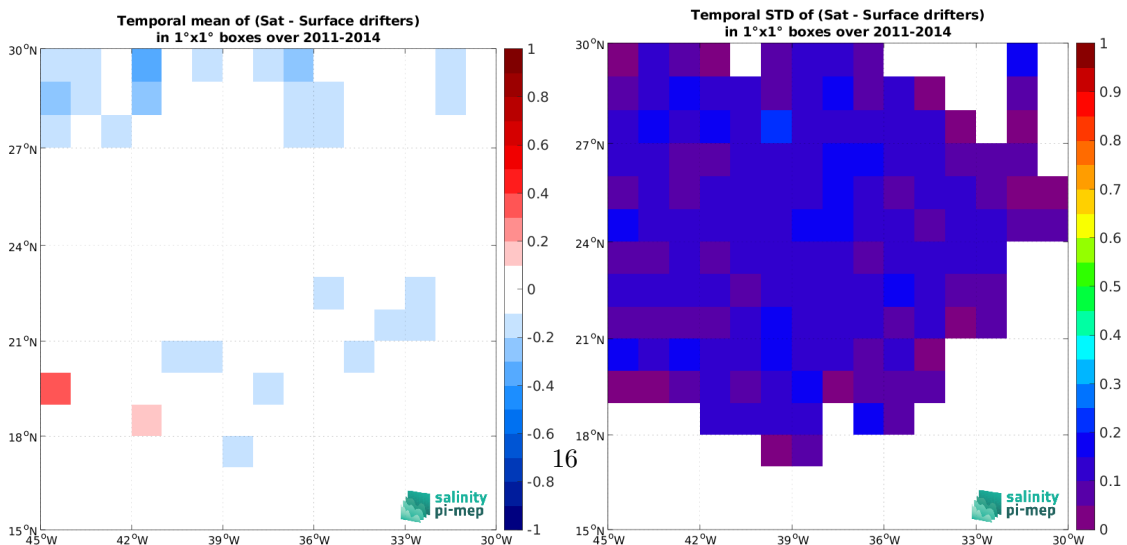 Temporal mean of (Sat - Surface drifters)
in 1°x1° boxes over 2011-2014
30°N
27°N
24°N
21°N
18°N
15°N
45°W 42°W 39°W 36°W 33°W 30°W
1
0.8
0.6
0.4
0.2
0
-0.2
-0.4
-0.6
-0.8
-1
salinity
pi-mep
16
Temporal STD of (Sat - Surface drifters)
in 1°x1° boxes over 2011-2014
30°N
27°N
24°N
21°N
18°N
15°N
45°W 42°W 39°W 36°W 33°W 30°W
1
0.9
0.8
0.7
0.6
0.5
0.4
0.3
0.2
0.1
0
salinity
pi-mep